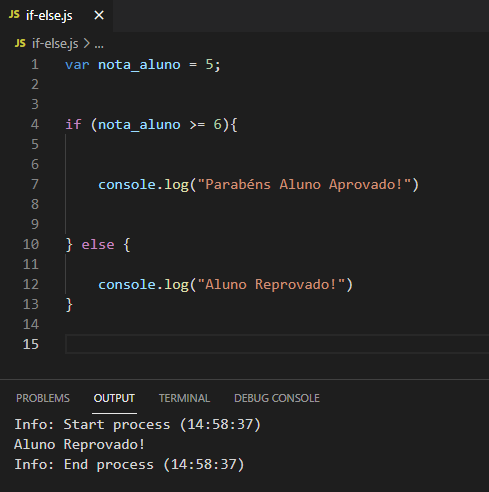 JS if-else.js ×
JS if-else.js > ...
1 var nota_aluno = 5;
2
3
4 if (nota_aluno >= 6){
5
6
7 console.log("Parabéns Aluno Aprovado!")
8
9
10 } else {
11
12 console.log("Aluno Reprovado!")
13 }
14
15
PROBLEMS OUTPUT TERMINAL DEBUG CONSOLE
Info: Start process (14:58:37)
Aluno Reprovado!
Info: End process (14:58:37)